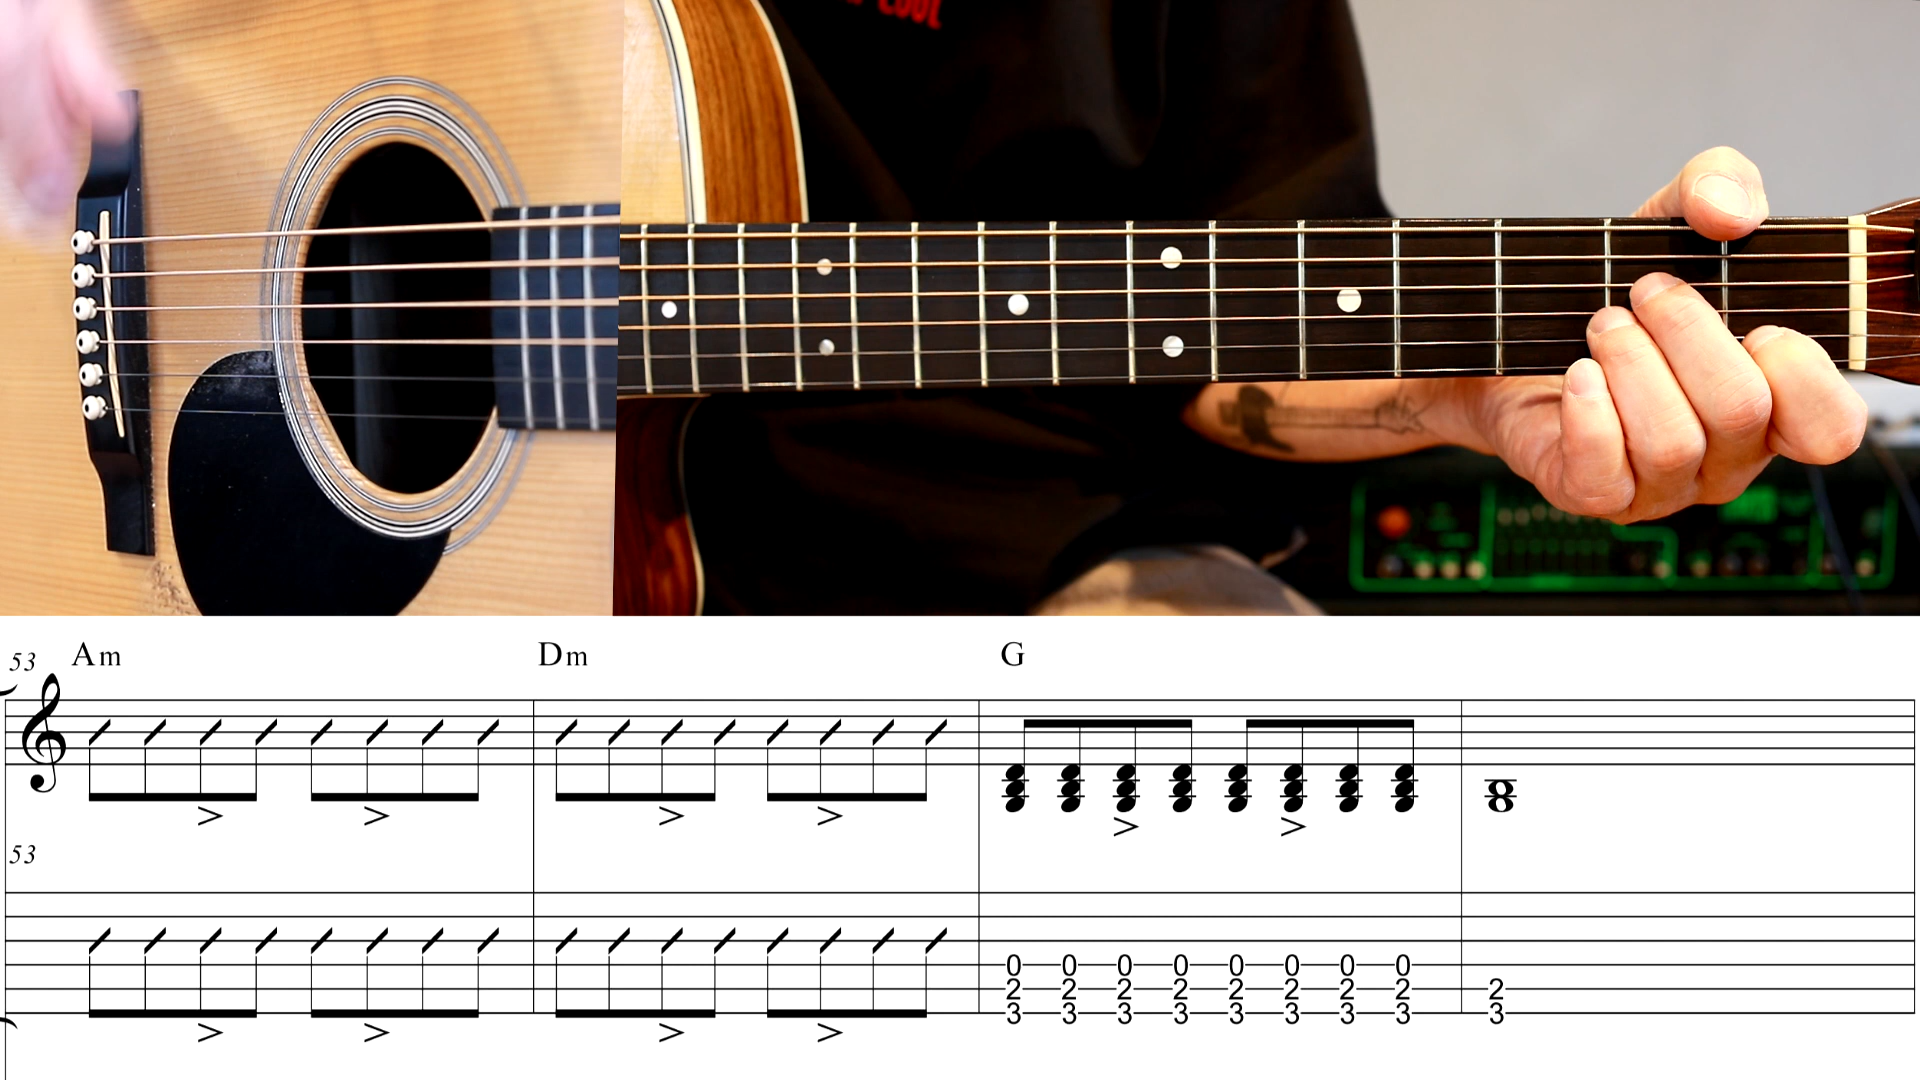 COOL
53 Am Dm G
> > > > > >
53
0 0 0 0 0 0 0 0
2 2 2 2 2 2 2 2 2
3 3 3 3 3 3 3 3 3
> > > >